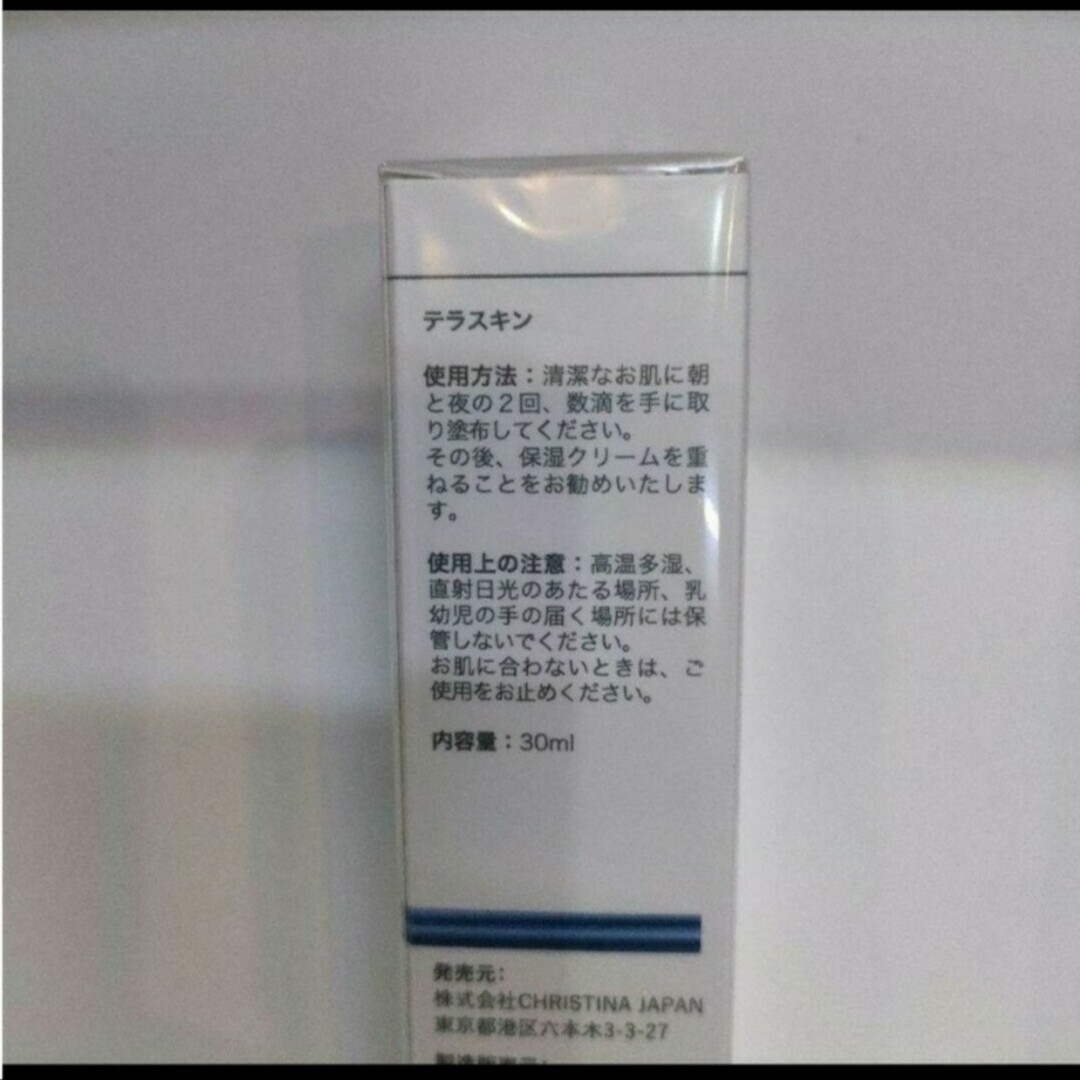 テラスキン
使用方法：清潔なお肌に朝
と夜の２回、数滴を手に取
り塗布してください。
その後、保湿クリームを重
ねることをお勧めいたしま
す。
使用上の注意：高温多湿、
直射日光のあたる場所、乳
幼児の手の届く場所には保
管しないでください。
お肌に合わないときは、ご
使用をお止めください。
内容量：30ml
発売元：
株式会社CHRISTINA JAPAN
東京都港区六本木3-3-27